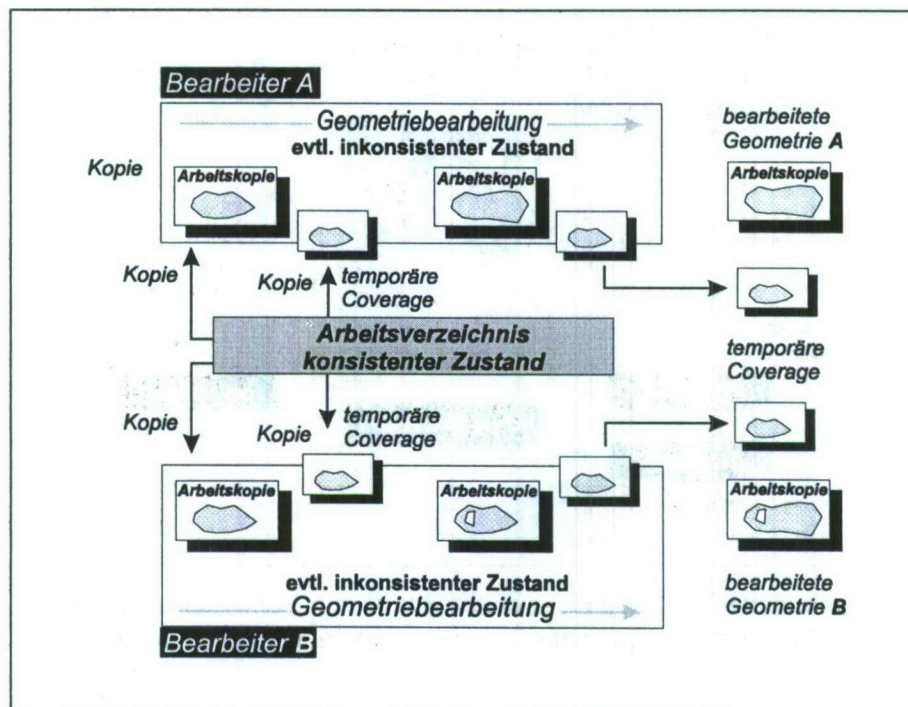 Bearbeiter A
Geometriebearbeitung
evtl. inkonsistenter Zustand
bearbeitete
Geometrie A
Kopie
Arbeitskopie
Arbeitskopie
Arbeitskopie
Kopie
Kopie
temporäre
Coverage
Arbeitsverzeichnis
konsistenter Zustand
temporäre
Coverage
Kopie
Kopie
temporäre
Coverage
Arbeitskopie
Arbeitskopie
Arbeitskopie
evtl. inkonsistenter Zustand
Geometriebearbeitung
bearbeitete
Geometrie B
Bearbeiter B